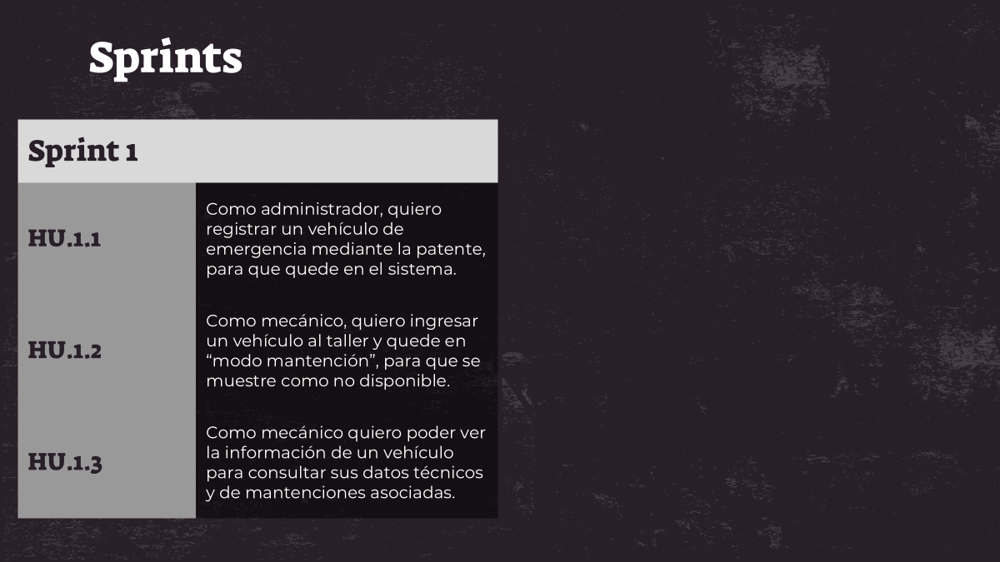 Sprints
Sprint 1
HU.1.1
Como administrador, quiero
registrar un vehículo de
emergencia mediante la patente,
para que quede en el sistema.
HU.1.2
Como mecánico, quiero ingresar
un vehículo al taller y quede en
“modo mantención”, para que se
muestre como no disponible.
HU.1.3
Como mecánico quiero poder ver
la información de un vehículo
para consultar sus datos técnicos
y de mantenciones asociadas.